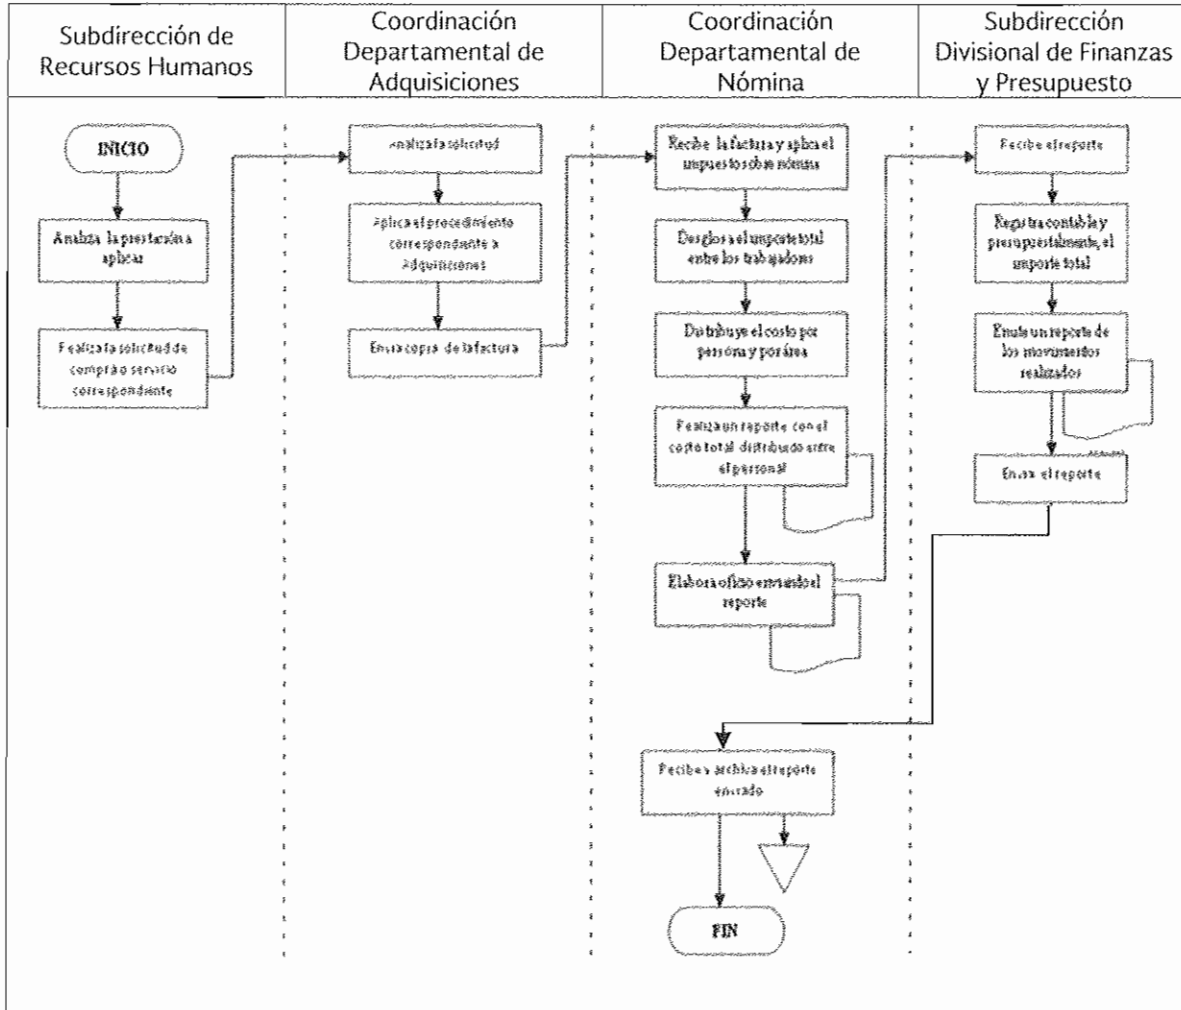 Subdirección de
Recursos Humanos
Coordinación
Departamental de
Adquisiciones
Coordinación
Departamental de
Nómina
Subdirección
Divisional de Finanzas
y Presupuesto
INICIO
Analiza la prestación a
aplicar
Realiza la solicitud de
compra o servicio
correspondiente
Analiza la solicitud
Aplica el procedimiento
correspondiente a
Adquisiciones
Envia copia de la factura
Recibe la factura y aplica el
impuesto sobre nómina
Desglosa el importe total
entre los trabajadores
Distribuye el costo por
persona y por área
Realiza un reporte con el
costo total distribuido entre
el personal
Elabora oficio enviando el
reporte
Recibe y archiva el reporte
enviado
FIN
Recibe el reporte
Registra contable y
presupuestalmente, el
importe total
Emite un reporte de
los movimientos
realizados
Envia el reporte